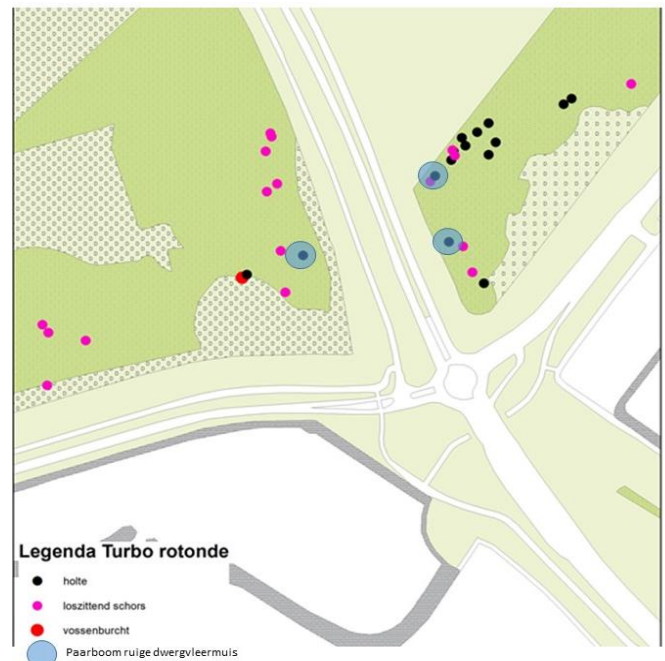 Legenda Turbo rotonde
holte
loszittend schors
vossenburcht
Paarboom ruige dwergvleermuis